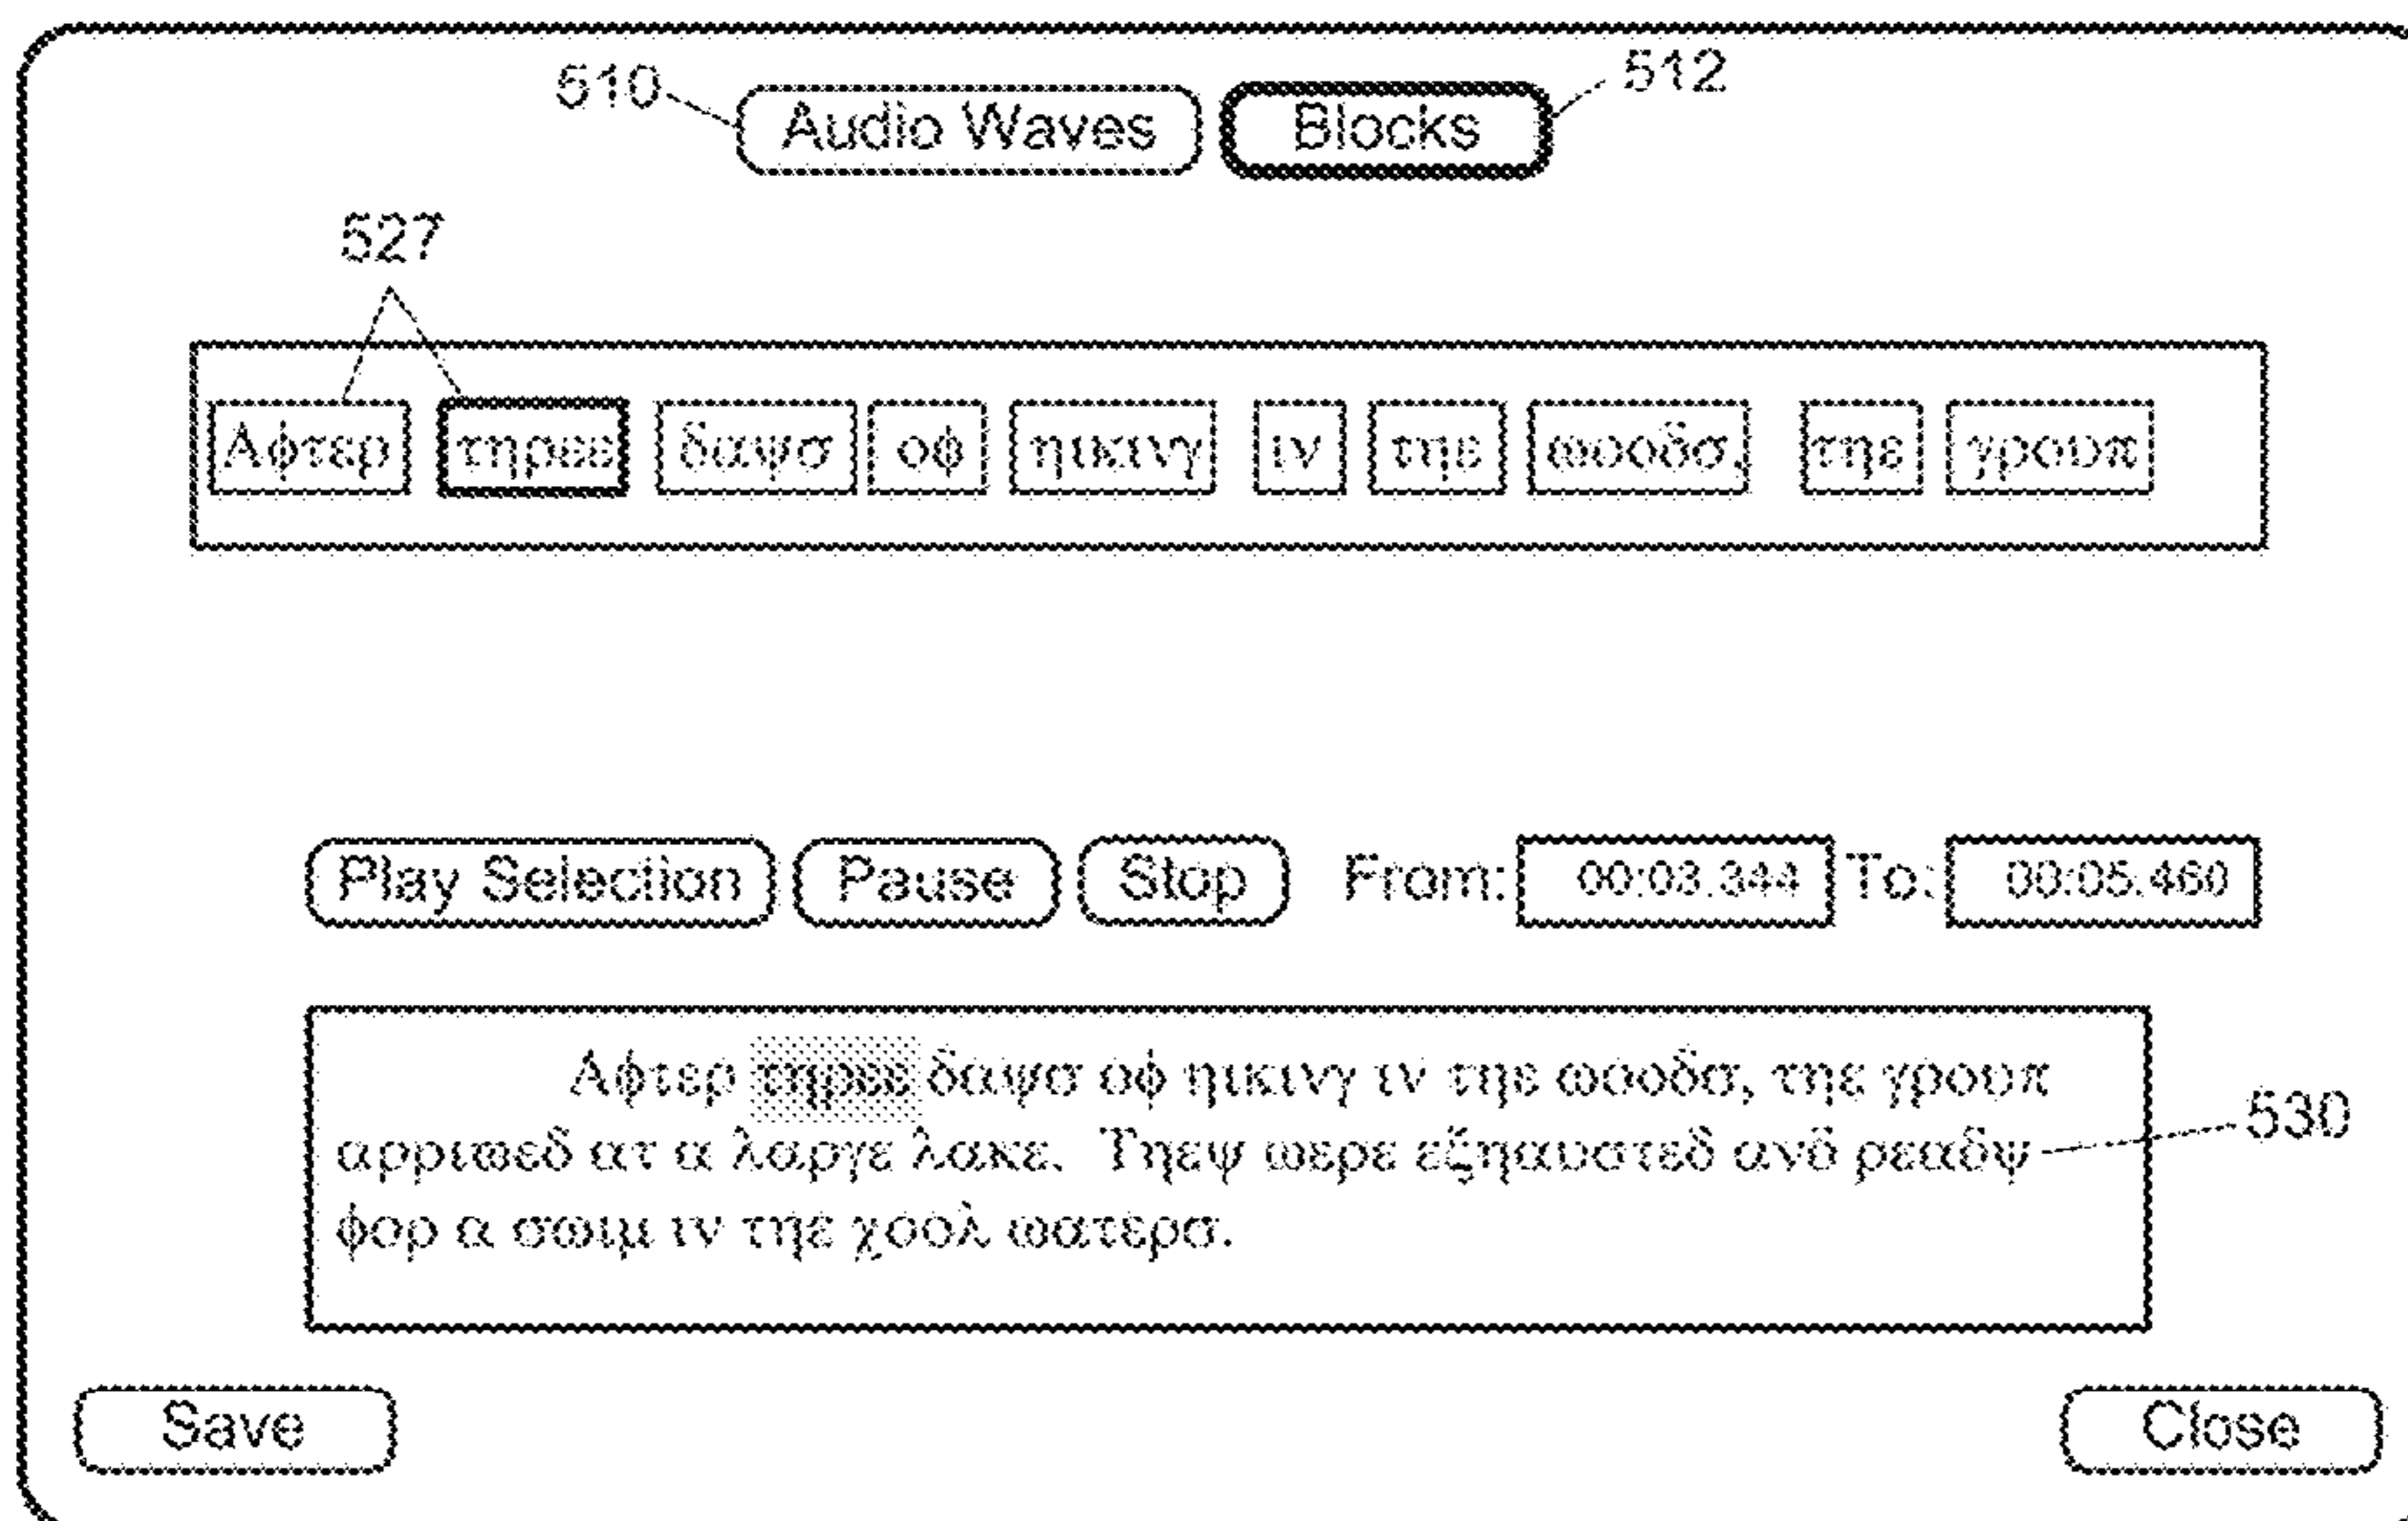 510 Audio Waves Blocks 512
527
Αφτερ τηρεε δαψσ οφ ηικινγ ιν τηε ωοοδσ, τηε γρουπ
Play Selection Pause Stop From: 00:03.344 To: 00:05.460
Αφτερ τηρεε δαψσ οφ ηικινγ ιν τηε ωοοδσ, τηε γρουπ
αρριϖεδ ατ α λαργε λακε. Τηεψ ωερε εξηαυστεδ ανδ ρεαδψ
530
φορ α σωιμ ιν τηε χοολ ωατερσ.
Save Close